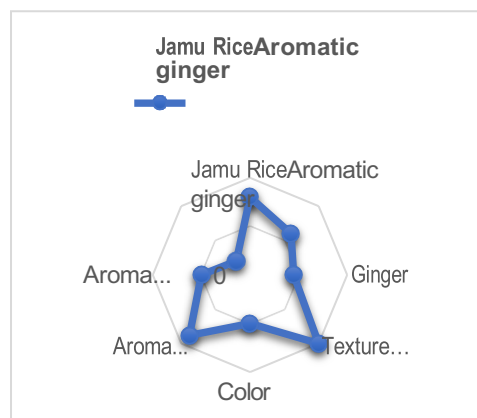 Jamu RiceAromatic
ginger
Jamu RiceAromatic
ginger,
Aroma...
0
Ginger
Aroma...
Texture…
Color